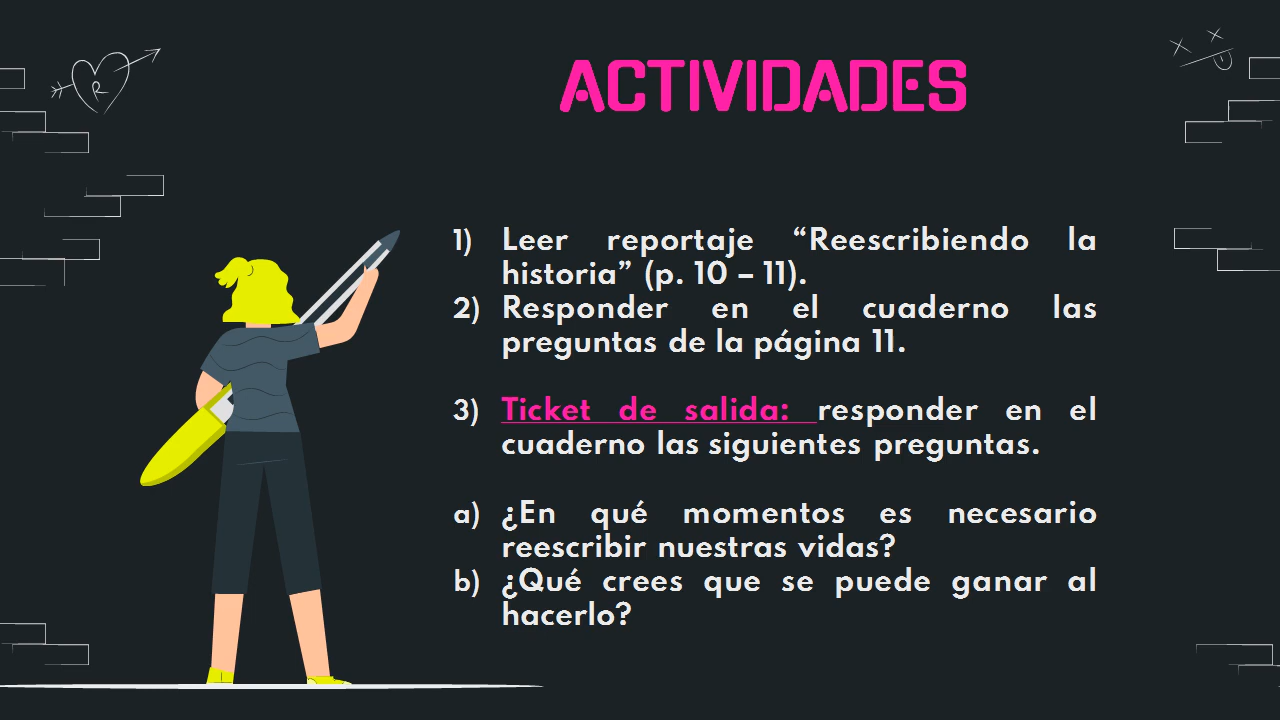 ACTIVIDADES
1) Leer reportaje “Reescribiendo la
historia” (p. 10 – 11).
2) Responder en el cuaderno las
preguntas de la página 11.
3) Ticket de salida: responder en el
cuaderno las siguientes preguntas.
a) ¿En qué momentos es necesario
reescribir nuestras vidas?
b) ¿Qué crees que se puede ganar al
hacerlo?